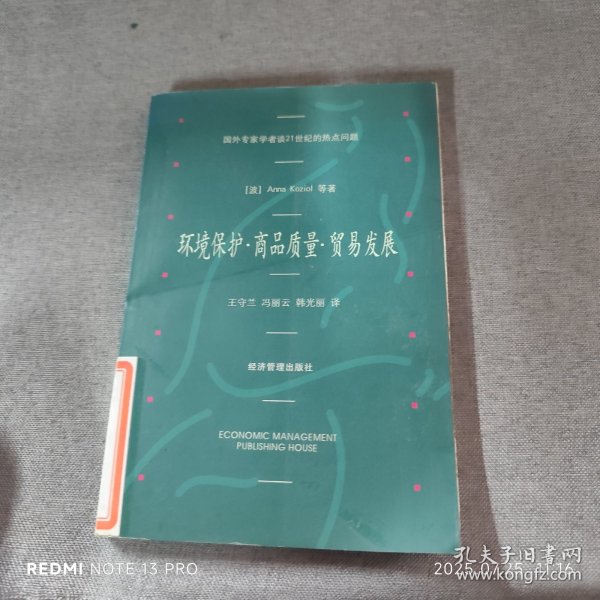 国外专家学者谈21世纪的热点问题
[波] Anna Koziol 等著
环境保护·商品质量·贸易发展
王守兰 冯丽云 韩光丽 译
经济管理出版社
ECONOMIC MANAGEMENT
PUBLISHING HOUSE
REDMI NOTE 13 PRO
孔夫子旧书网
www.kongfz.com